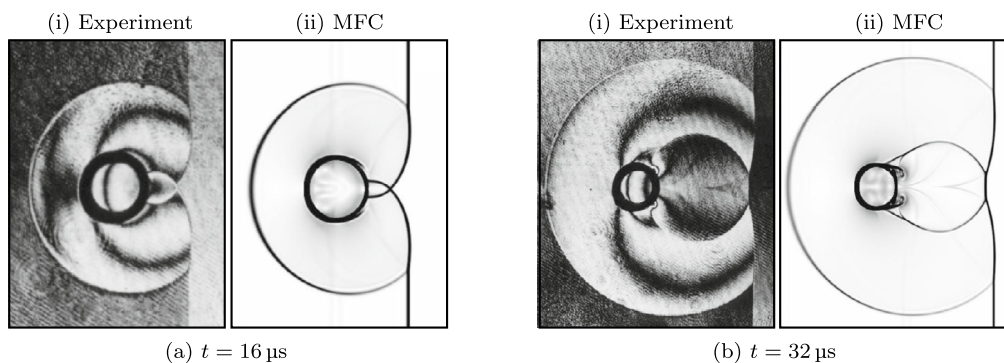 (i) Experiment (ii) MFC (i) Experiment (ii) MFC
(a) t = 16 µs (b) t = 32 µs